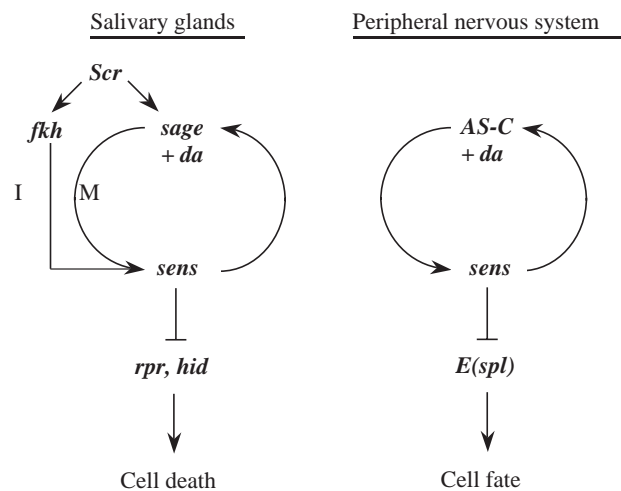 Salivary glands
Scr
fkh
sage
+ da
I
M
sens
rpr, hid
Cell death
Peripheral nervous system
AS-C
+ da
sens
E(spl)
Cell fate